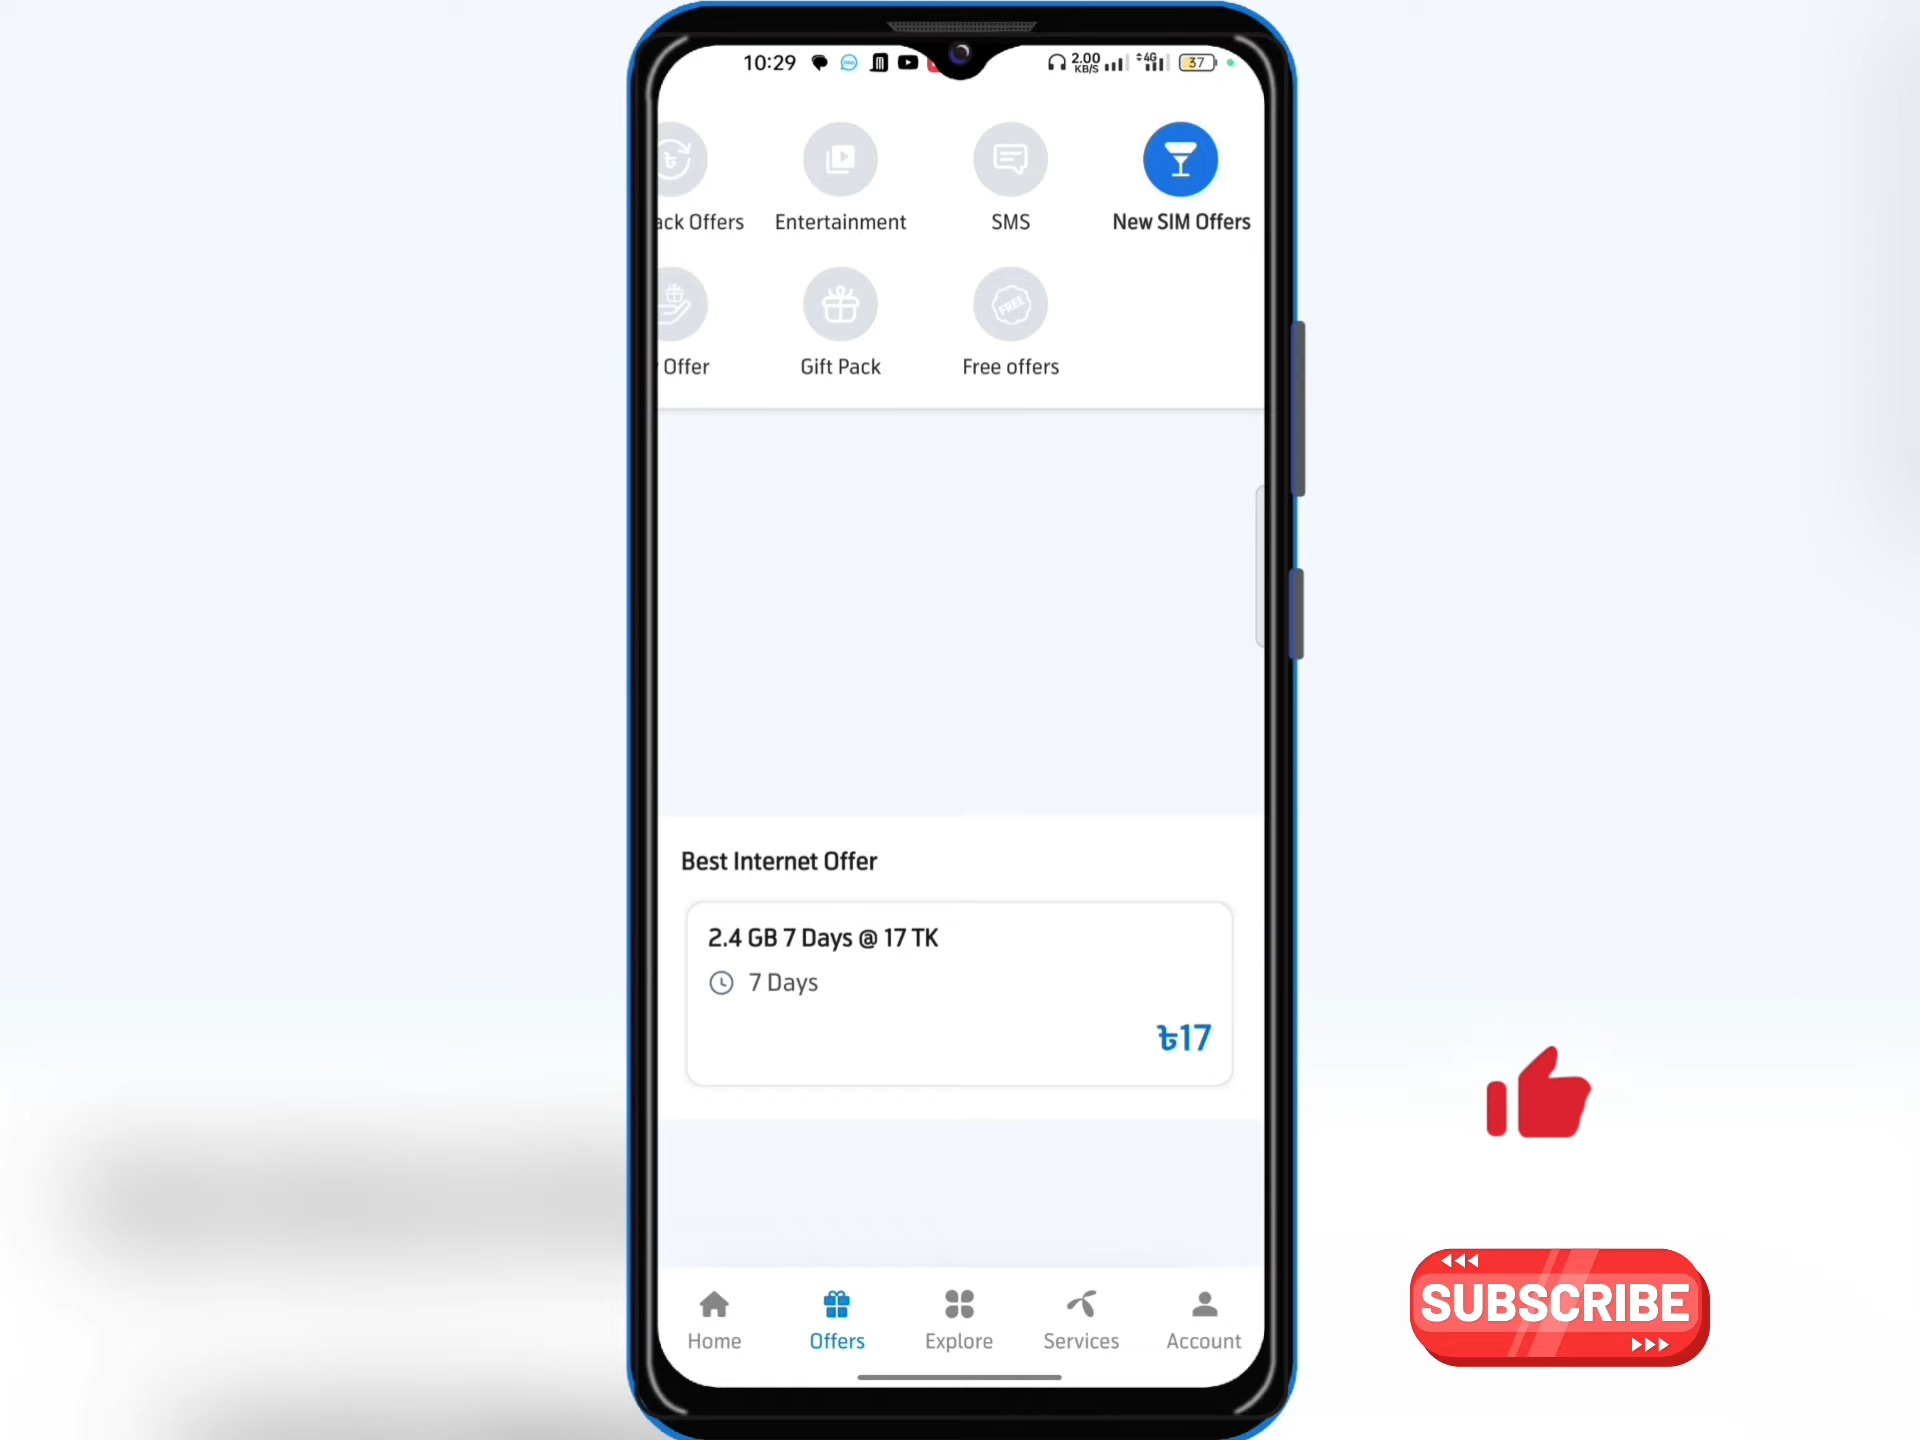 10:29
2.00
KB/S
4G
37
ack Offers
Entertainment
SMS
New SIM Offers
FREE
Offer
Gift Pack
Free offers
Best Internet Offer
2.4 GB 7 Days @ 17 TK
7 Days
৳17
Home
Offers
Explore
Services
Account
SUBSCRIBE